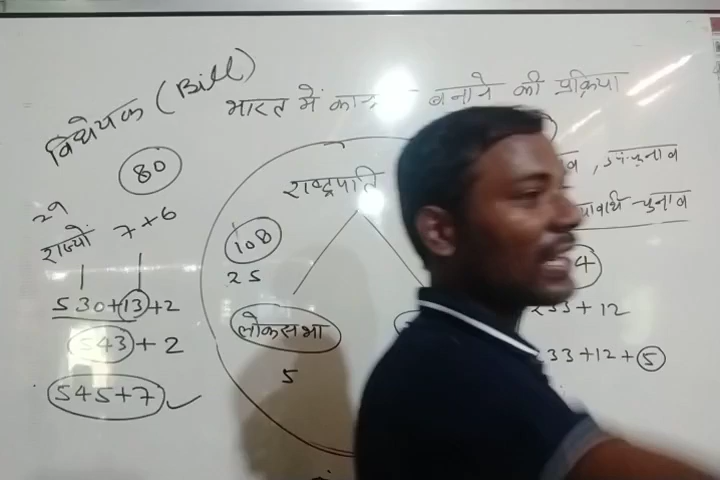 विधेयक (Bill)
भारत में बनाने की प्रक्रिया
80
29
राज्यों 7+6
530+13+2
543+2
545+7
राष्ट्रपति
108
25
लोकसभा
5
चुनाव
4
233+12
33+12+5